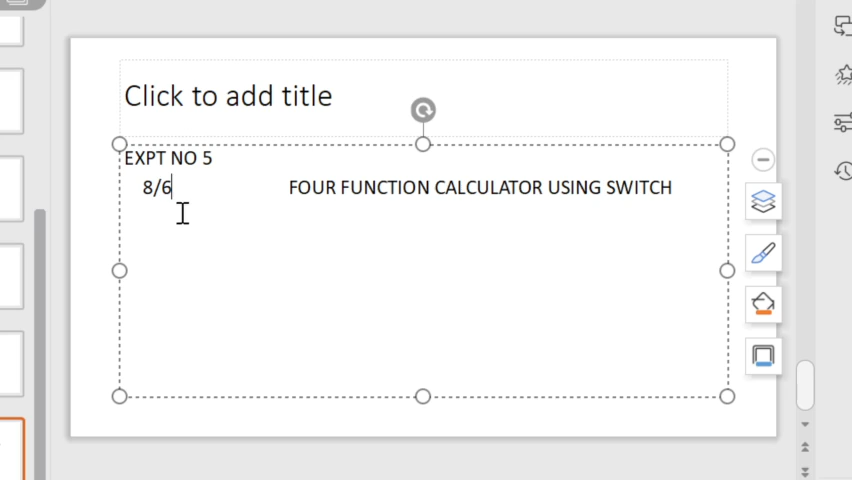 Click to add title
EXPT NO 5
8/6 FOUR FUNCTION CALCULATOR USING SWITCH